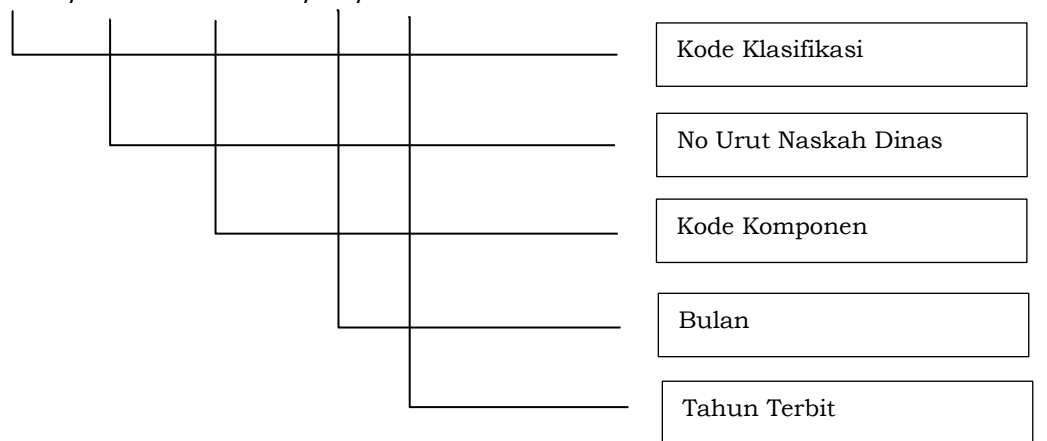 Kode Klasifikasi
No Urut Naskah Dinas
Kode Komponen
Bulan
Tahun Terbit